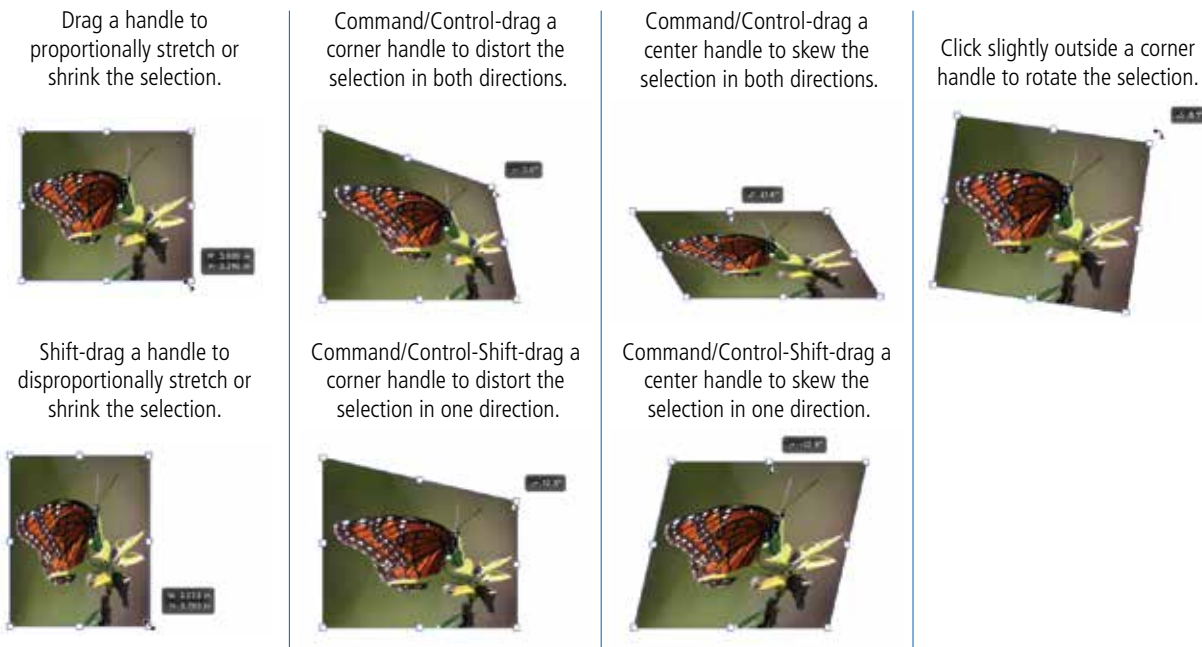 Drag a handle to
proportionally stretch or
shrink the selection.
Command/Control-drag a
corner handle to distort the
selection in both directions.
Command/Control-drag a
center handle to skew the
selection in both directions.
Click slightly outside a corner
handle to rotate the selection.
Shift-drag a handle to
disproportionally stretch or
shrink the selection.
Command/Control-Shift-drag a
corner handle to distort the
selection in one direction.
Command/Control-Shift-drag a
center handle to skew the
selection in one direction.